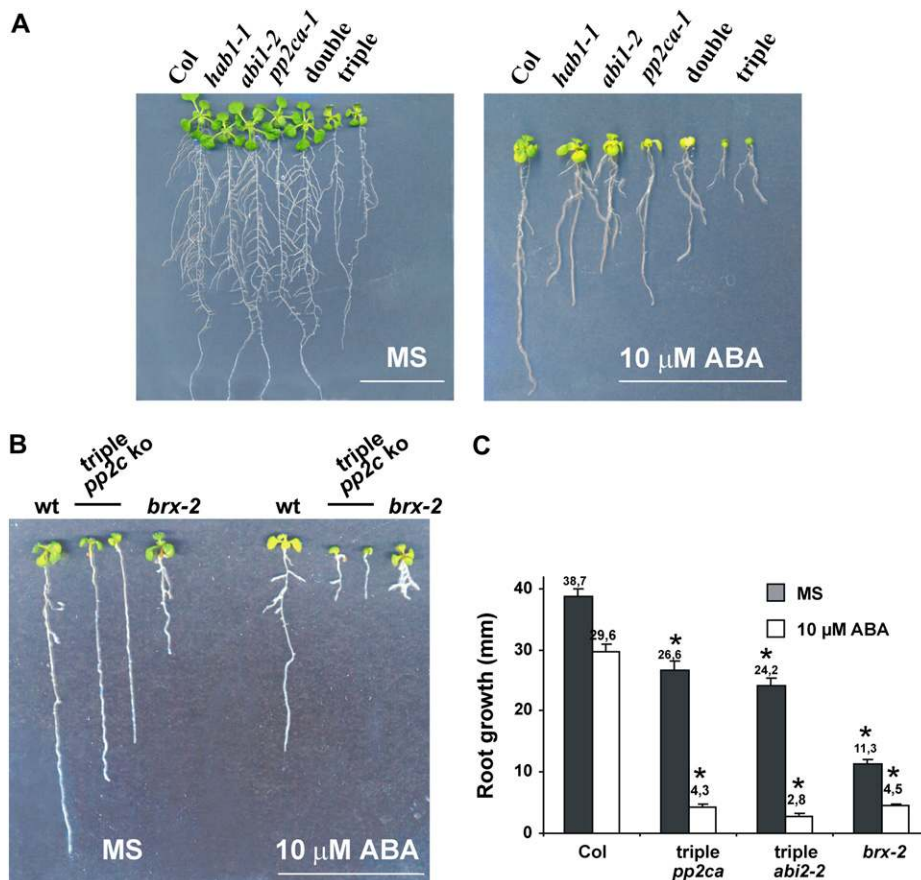 A
Col hab1-1 abi1-2 pp2ca-1 double triple
Col hab1-1 abi1-2 pp2ca-1 double triple
MS
10 µM ABA
B
wt triple pp2c ko brx-2
wt triple pp2c ko brx-2
MS
10 µM ABA
C
Root growth (mm)
40
30
20
10
0
MS
10 µM ABA
38,7
29,6
*
26,6
*
4,3
*
24,2
*
2,8
*
11,3
*
4,5
Col
triple pp2ca
triple abi2-2
brx-2